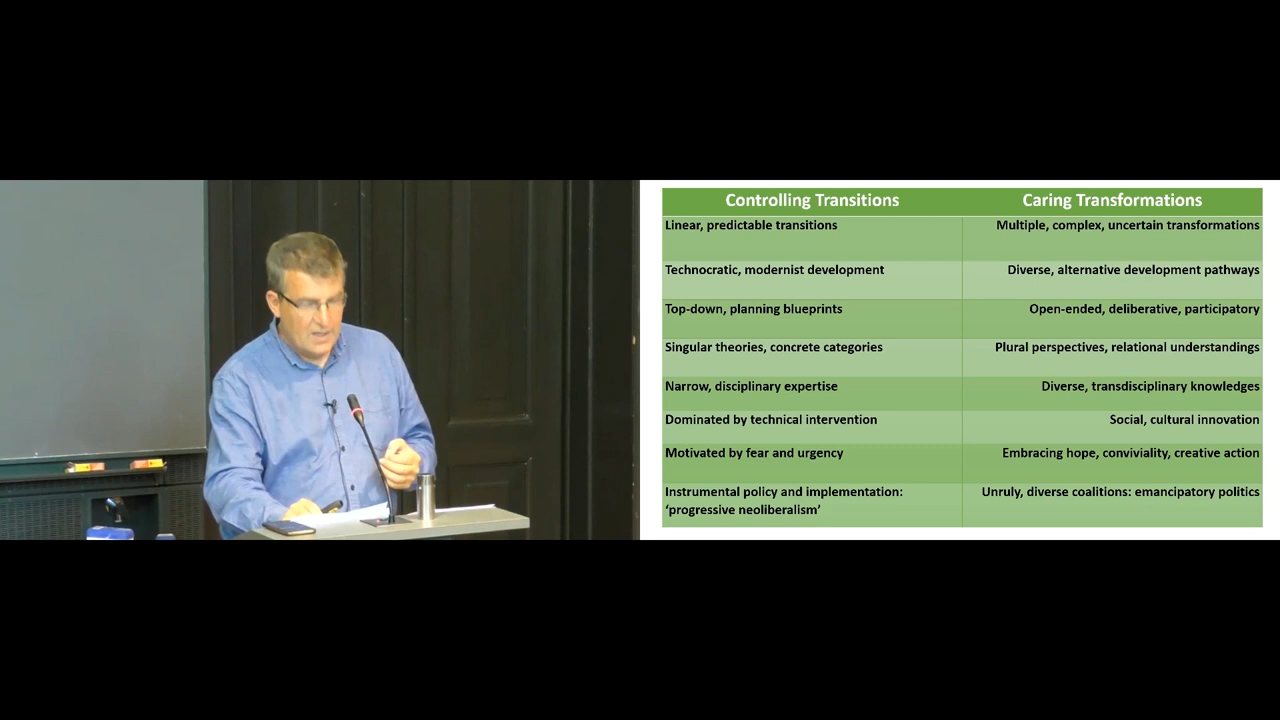 Controlling Transitions
Caring Transformations
Linear, predictable transitions
Multiple, complex, uncertain transformations
Technocratic, modernist development
Diverse, alternative development pathways
Top-down, planning blueprints
Open-ended, deliberative, participatory
Singular theories, concrete categories
Plural perspectives, relational understandings
Narrow, disciplinary expertise
Diverse, transdisciplinary knowledges
Dominated by technical intervention
Social, cultural innovation
Motivated by fear and urgency
Embracing hope, conviviality, creative action
Instrumental policy and implementation:
‘progressive neoliberalism’
Unruly, diverse coalitions: emancipatory politics